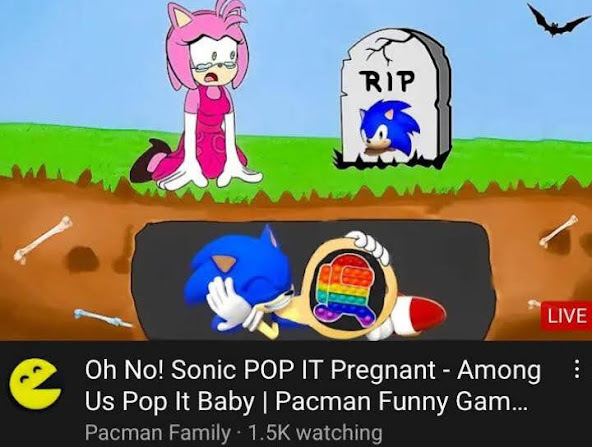 RIP
LIVE
Oh No! Sonic POP IT Pregnant - Among
Us Pop It Baby | Pacman Funny Gam...
Pacman Family · 1.5K watching